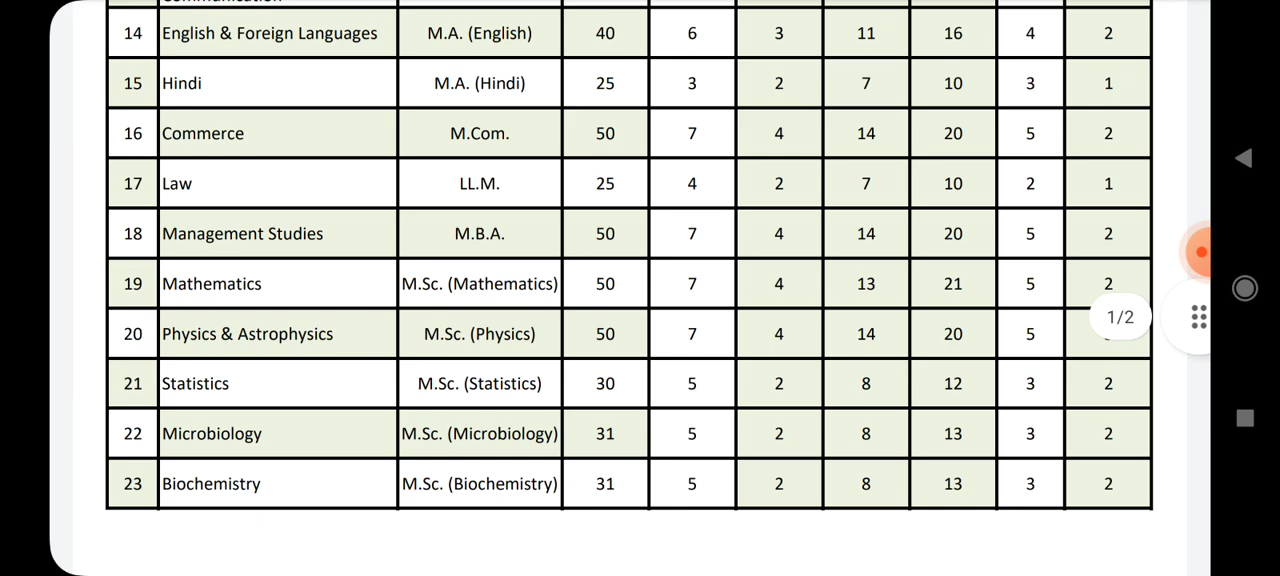 14 English & Foreign Languages M.A. (English) 40 6 3 11 16 4 2
15 Hindi M.A. (Hindi) 25 3 2 7 10 3 1
16 Commerce M.Com. 50 7 4 14 20 5 2
17 Law LL.M. 25 4 2 7 10 2 1
18 Management Studies M.B.A. 50 7 4 14 20 5 2
19 Mathematics M.Sc. (Mathematics) 50 7 4 13 21 5 2
1/2
20 Physics & Astrophysics M.Sc. (Physics) 50 7 4 14 20 5
21 Statistics M.Sc. (Statistics) 30 5 2 8 12 3 2
22 Microbiology M.Sc. (Microbiology) 31 5 2 8 13 3 2
23 Biochemistry M.Sc. (Biochemistry) 31 5 2 8 13 3 2